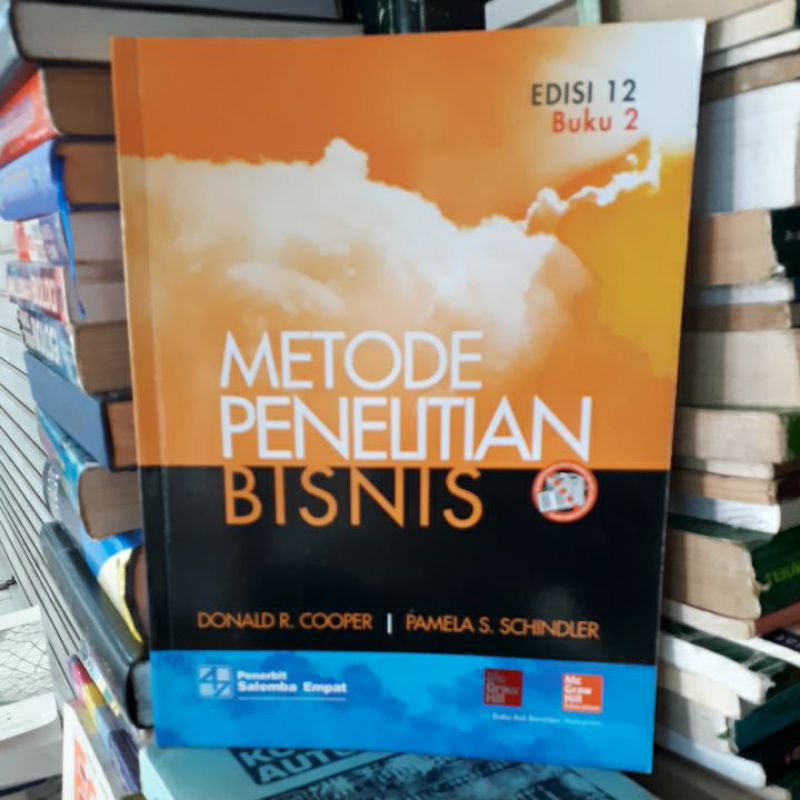 EDISI 12
Buku 2
METODE
PENELITIAN
BISNIS
DONALD R. COOPER | PAMELA S. SCHINDLER
Penerbit
Salemba Empat
Mc
Graw
Hill
Mc
Graw
Hill
Education
AUTO